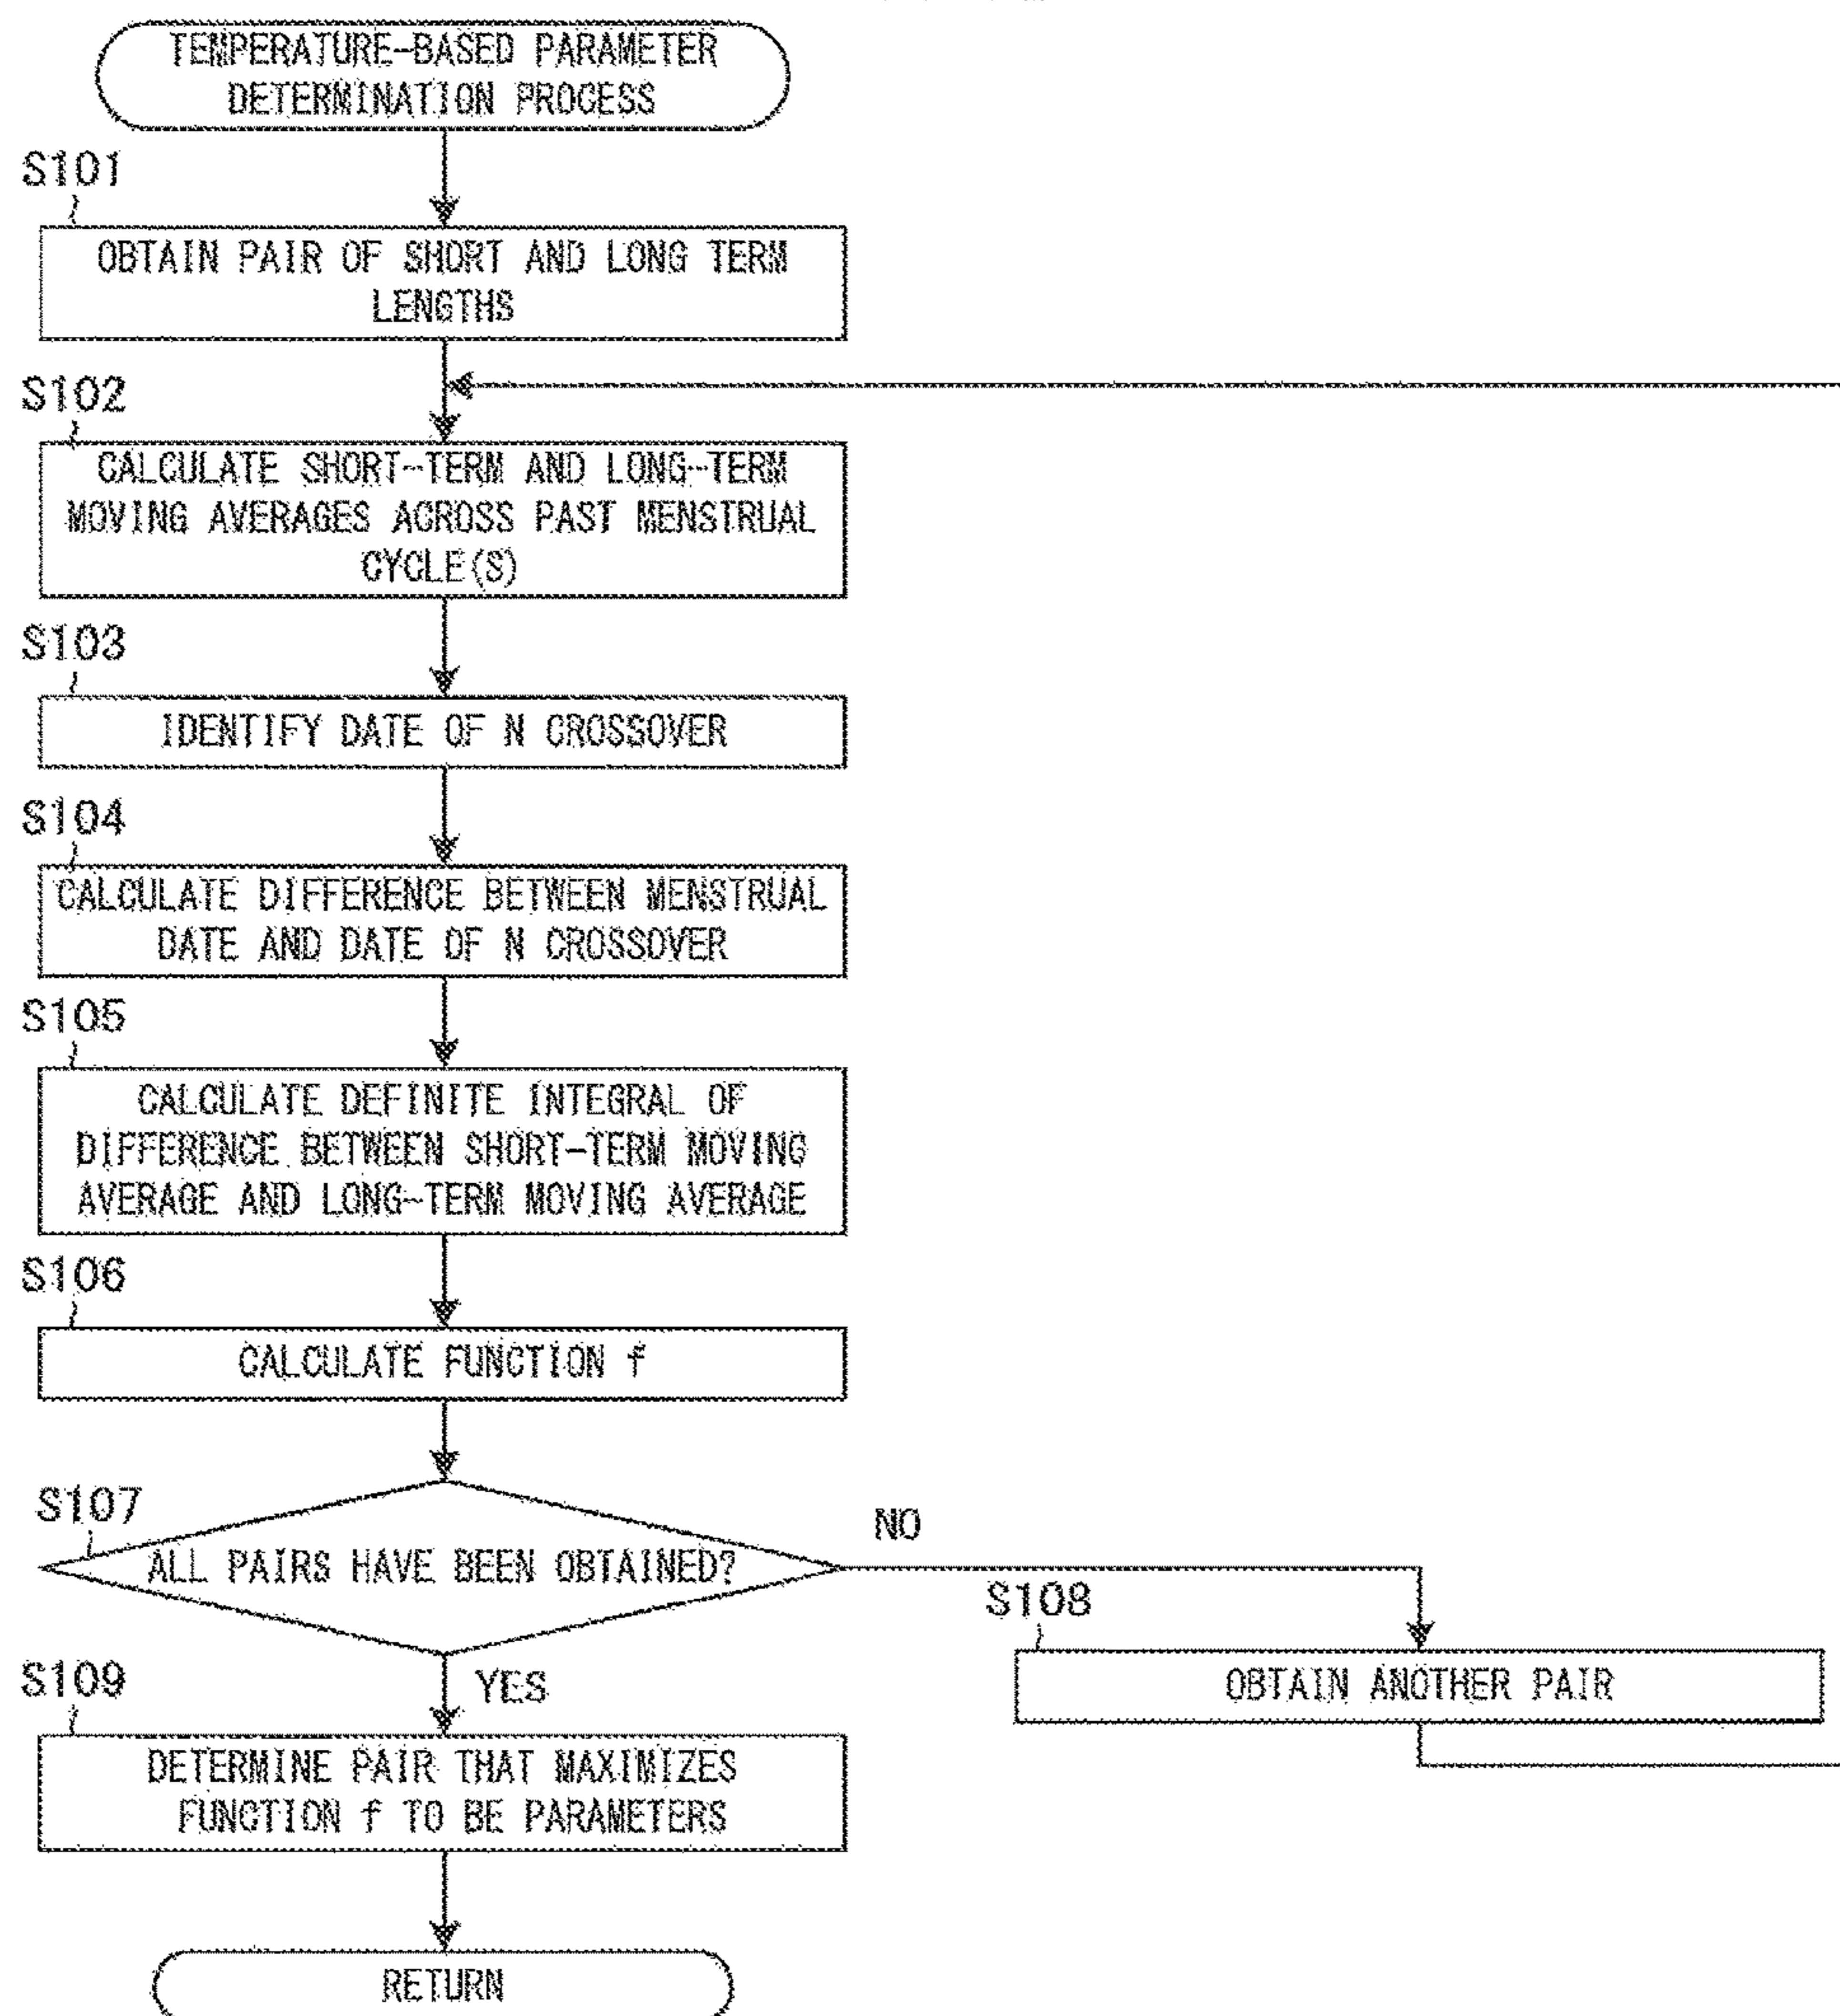 TEMPERATURE-BASED PARAMETER
DETERMINATION PROCESS
S101
OBTAIN PAIR OF SHORT AND LONG TERM
LENGTHS
S102
CALCULATE SHORT-TERM AND LONG-TERM
MOVING AVERAGES ACROSS PAST MENSTRUAL
CYCLE(S)
S103
IDENTIFY DATE OF N CROSSOVER
S104
CALCULATE DIFFERENCE BETWEEN MENSTRUAL
DATE AND DATE OF N CROSSOVER
S105
CALCULATE DEFINITE INTEGRAL OF
DIFFERENCE BETWEEN SHORT-TERM MOVING
AVERAGE AND LONG-TERM MOVING AVERAGE
S106
CALCULATE FUNCTION f
S107
ALL PAIRS HAVE BEEN OBTAINED?
NO
S108
OBTAIN ANOTHER PAIR
YES
S109
DETERMINE PAIR THAT MAXIMIZES
FUNCTION f TO BE PARAMETERS
RETURN